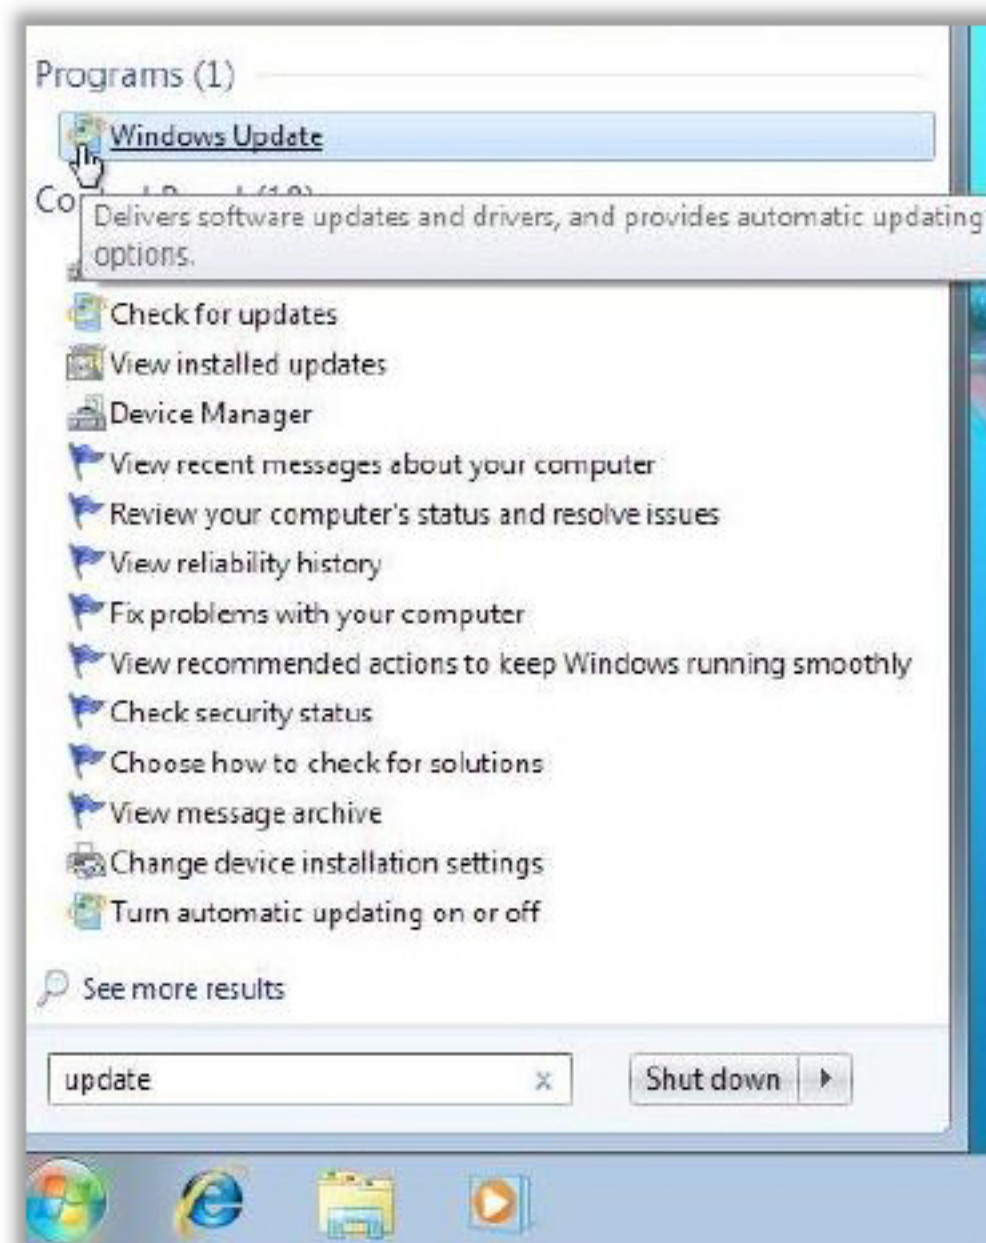 Programs (1)
Windows Update
Delivers software updates and drivers, and provides automatic updating
options.
Check for updates
View installed updates
Device Manager
View recent messages about your computer
Review your computer's status and resolve issues
View reliability history
Fix problems with your computer
View recommended actions to keep Windows running smoothly
Check security status
Choose how to check for solutions
View message archive
Change device installation settings
Turn automatic updating on or off
See more results
update
Shut down